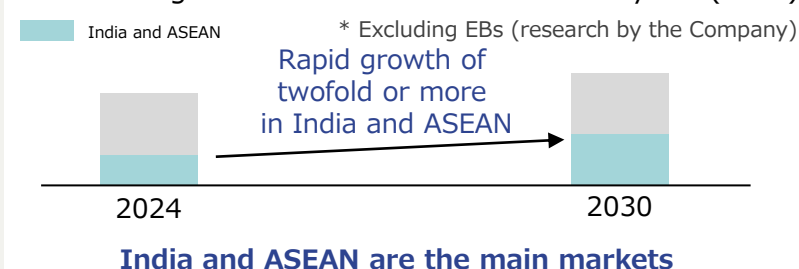 India and ASEAN
* Excluding EBs (research by the Company)
Rapid growth of
twofold or more
in India and ASEAN
2024
2030
India and ASEAN are the main markets